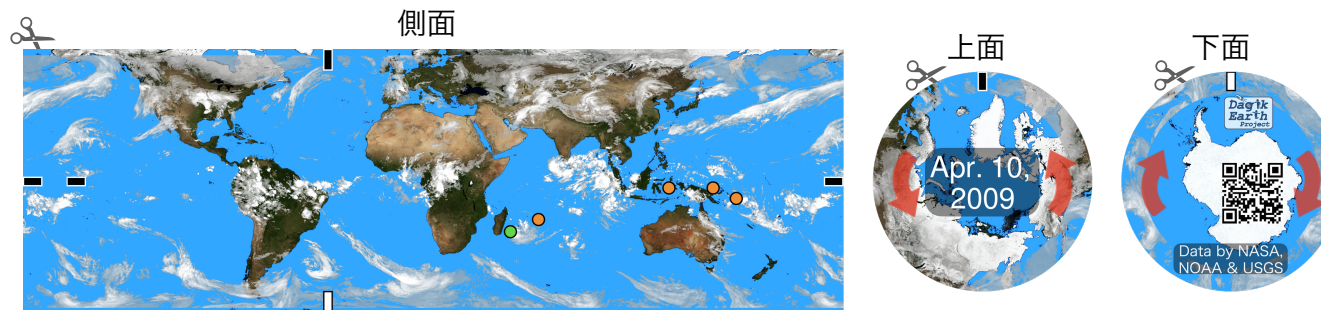 側面
上面
Apr. 10,
2009
下面
Dagik
Earth
Project
Data by NASA,
NOAA & USGS